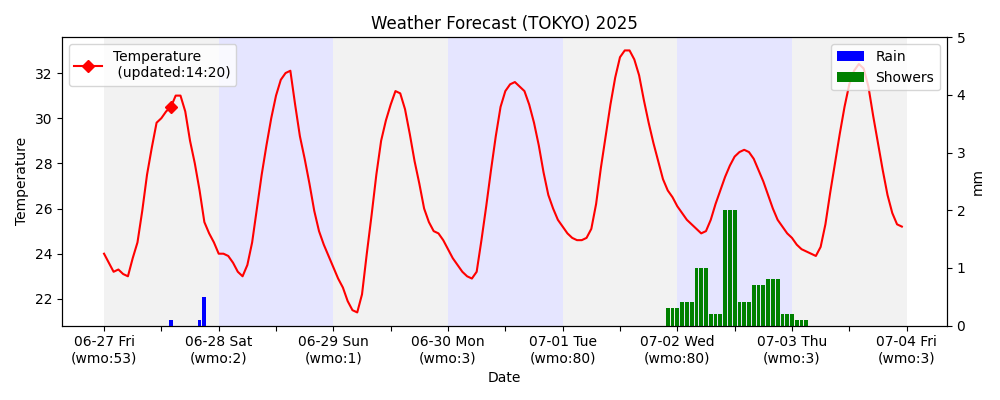 Weather Forecast (TOKYO) 2025
Temperature
(updated:14:20)
Rain
Showers
Temperature
32
30
28
26
24
22
5
4
3
2
1
0
mm
06-27 Fri
(wmo:53)
06-28 Sat
(wmo:2)
06-29 Sun
(wmo:1)
06-30 Mon
(wmo:3)
07-01 Tue
(wmo:80)
07-02 Wed
(wmo:80)
07-03 Thu
(wmo:3)
07-04 Fri
(wmo:3)
Date